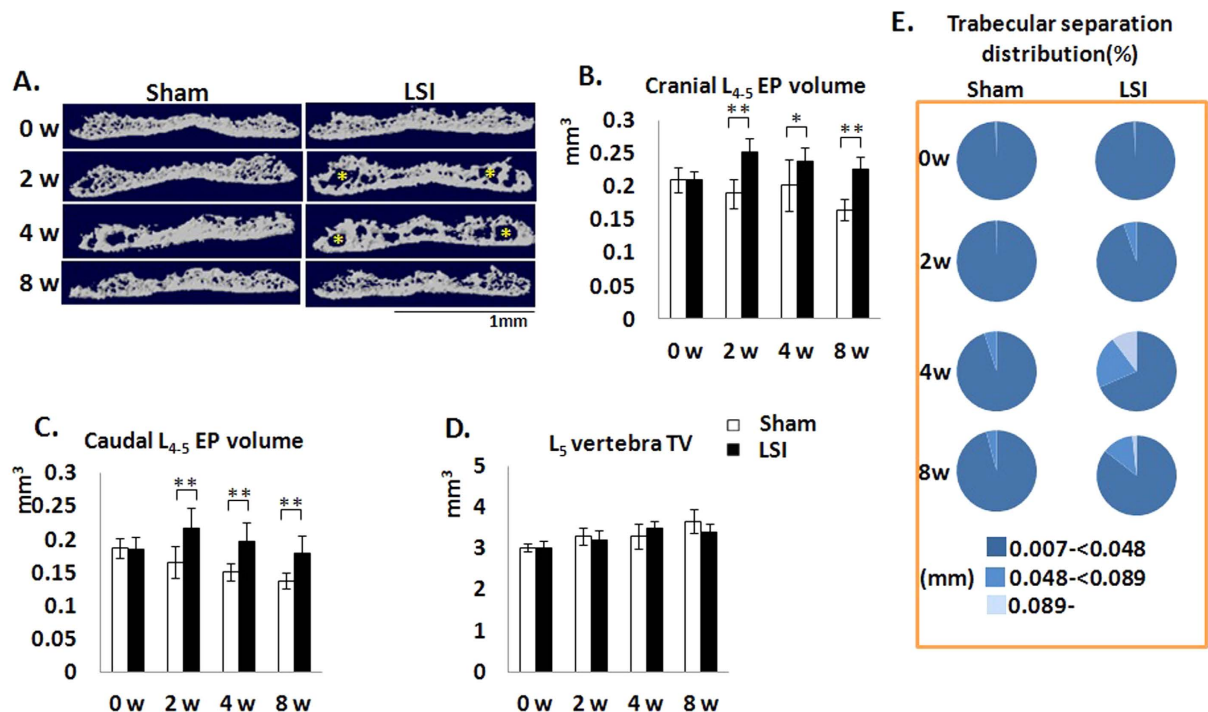 A.
Sham LSI
0 w
2 w
* *
4 w
* *
8 w
1mm
B.
Cranial L4-5 EP volume
mm³
0.3
0.25
0.2
0.15
0.1
0.05
0
** * **
0 w 2 w 4 w 8 w
C.
Caudal L4-5 EP volume
mm³
0.3
0.25
0.2
0.15
0.1
0.05
0
** ** **
0 w 2 w 4 w 8 w
D.
L5 vertebra TV
mm³
5
4
3
2
1
0
0 w 2 w 4 w 8 w
Sham
LSI
E.
Trabecular separation
distribution(%)
Sham LSI
0w
2w
4w
8w
(mm)
0.007-<0.048
0.048-<0.089
0.089-